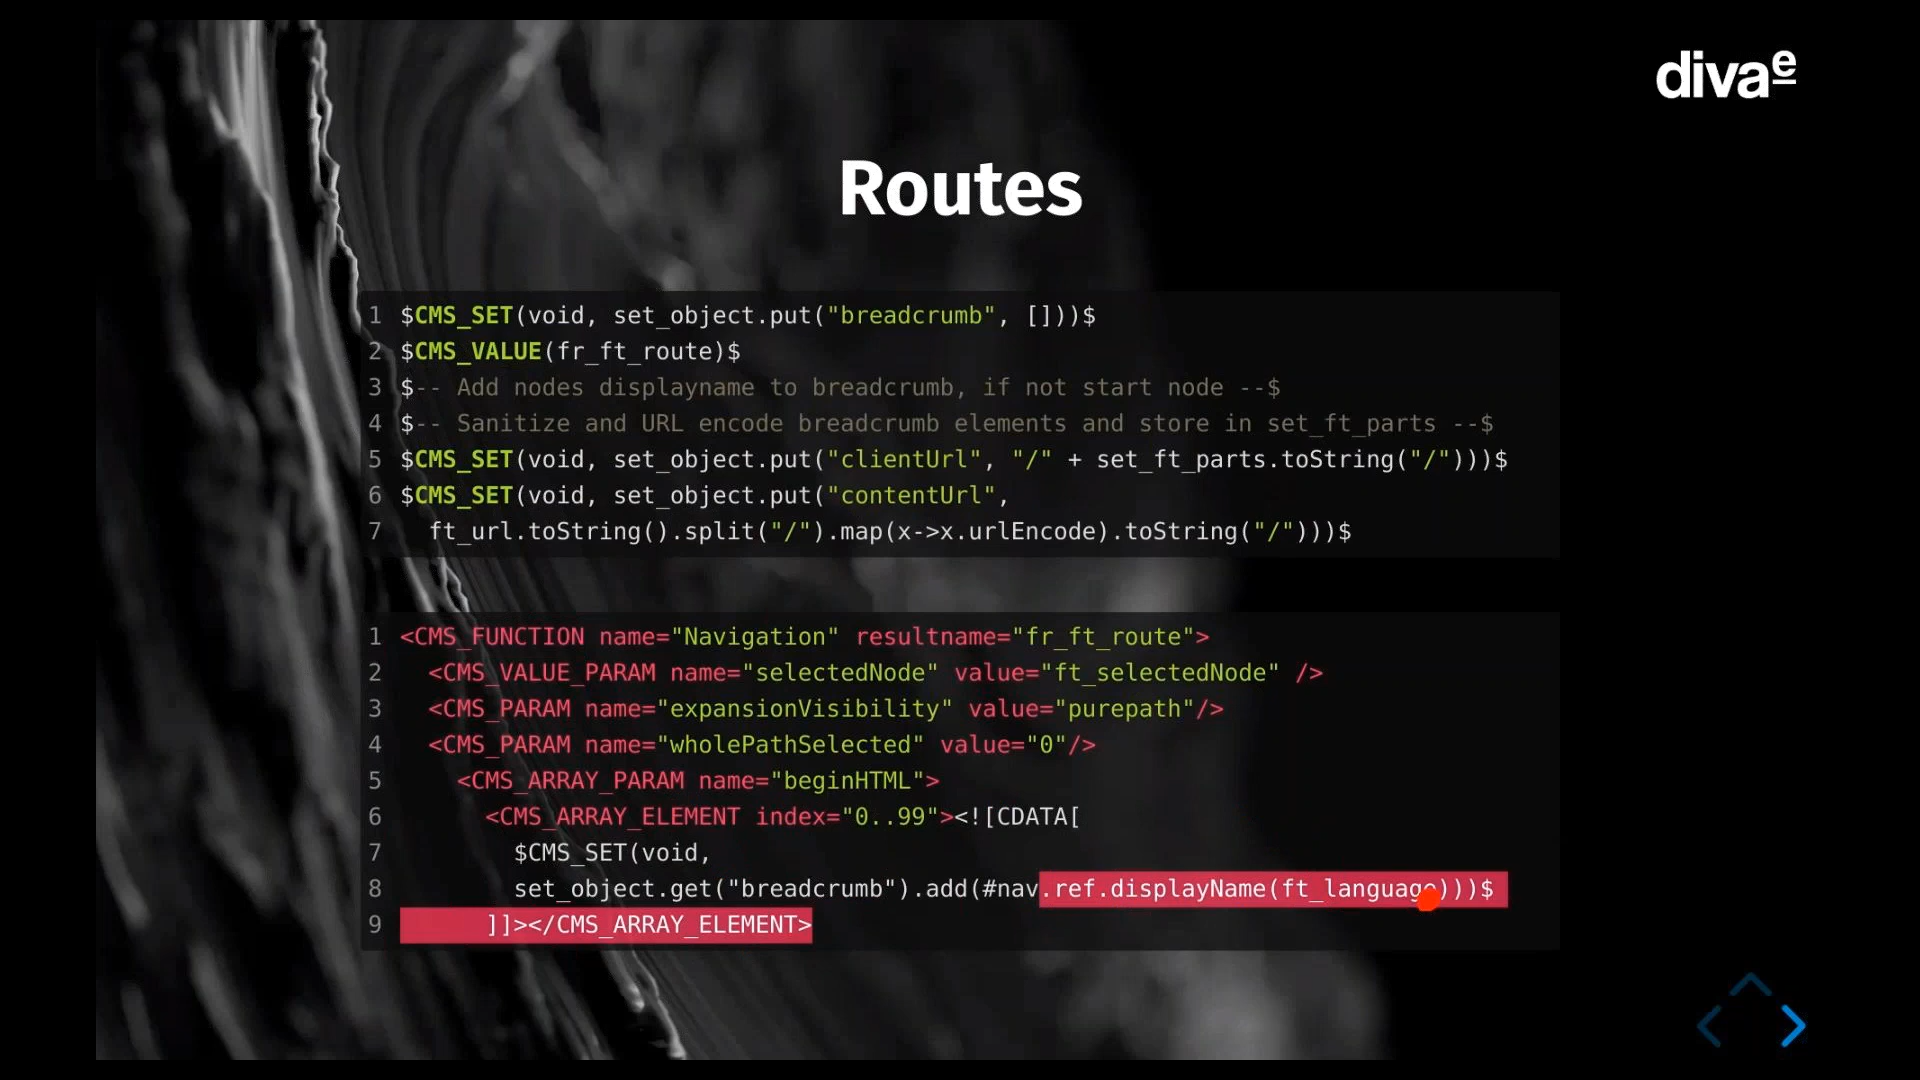 divae
Routes
1 $CMS_SET(void, set_object.put("breadcrumb", []))$
2 $CMS_VALUE(fr_ft_route)$
3 $-- Add nodes displayname to breadcrumb, if not start node --$
4 $-- Sanitize and URL encode breadcrumb elements and store in set_ft_parts --$
5 $CMS_SET(void, set_object.put("clientUrl", "/" + set_ft_parts.toString("/")))$
6 $CMS_SET(void, set_object.put("contentUrl",
7   ft_url.toString().split("/").map(x->x.urlEncode).toString("/")))$
1 <CMS_FUNCTION name="Navigation" resultname="fr_ft_route">
2   <CMS_VALUE_PARAM name="selectedNode" value="ft_selectedNode" />
3   <CMS_PARAM name="expansionVisibility" value="purepath"/>
4   <CMS_PARAM name="wholePathSelected" value="0"/>
5     <CMS_ARRAY_PARAM name="beginHTML">
6       <CMS_ARRAY_ELEMENT index="0..99"><![CDATA[
7         $CMS_SET(void,
8         set_object.get("breadcrumb").add(#nav.ref.displayName(ft_language)))$
9       ]]></CMS_ARRAY_ELEMENT>